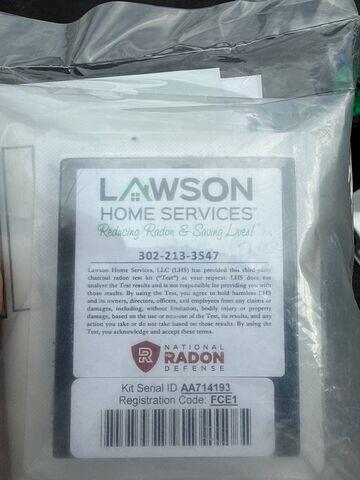 LAWSON
HOME SERVICES™
Reducing Radon & Saving Lives!
302-213-3547
Lawson Home Services, LLC (LHS) has provided this third-party
charcoal radon test kit ("Test") at your request. LHS does not
analyze the Test results and is not responsible for providing you with
those results. By using the Test, you agree to hold harmless LHS
and its owners, directors, officers, and employees from any claims or
damages, including, without limitation, bodily injury or property
damage, based on the use or non-use of the Test, its results, and any
action you take or do not take based on those results. By using the
Test, you acknowledge and accept these terms.
NATIONAL
RADON
DEFENSE
Kit Serial ID AA714193
Registration Code: FCE1